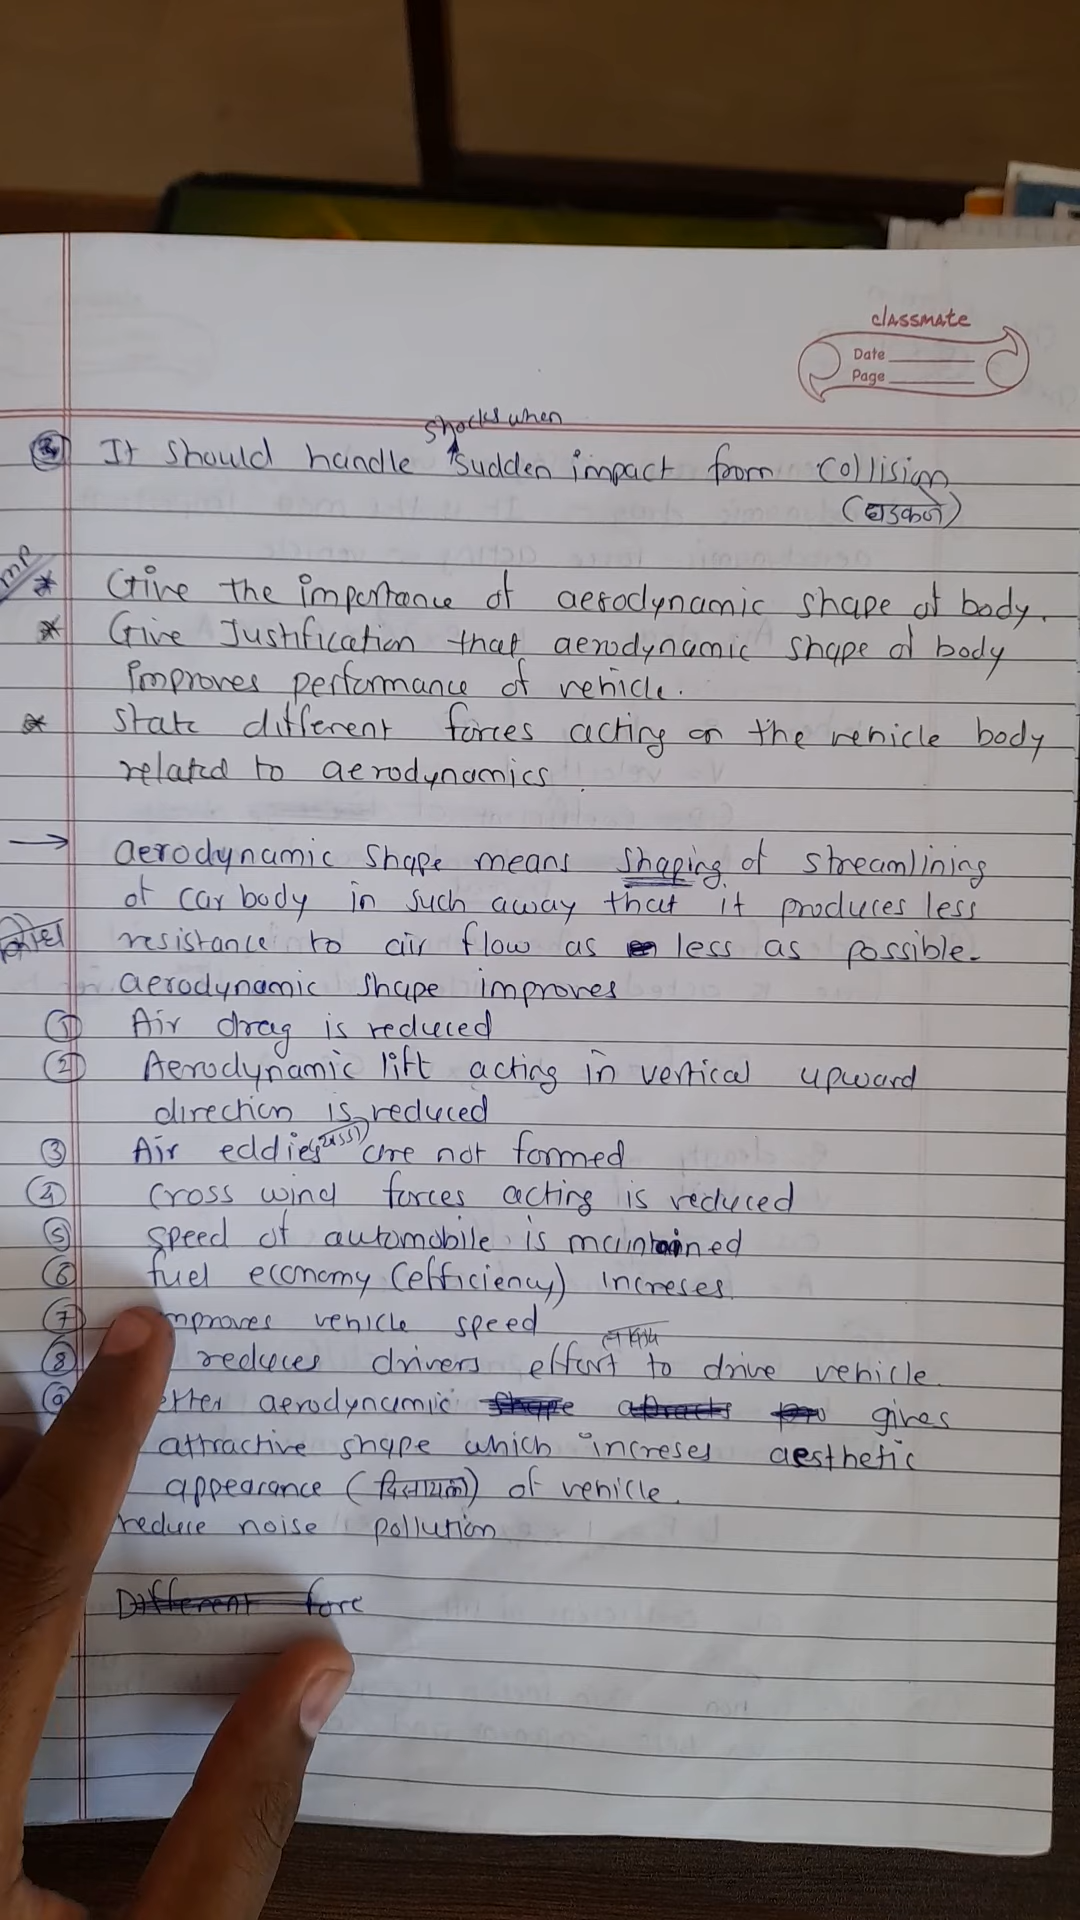 classmate
Date
Page
shocks when
③ It should handle sudden impact from collision
(धडकणे)
Imp
* Give the importance of aerodynamic shape of body.
* Give Justification that aerodynamic shape of body
improves performance of vehicle.
* State different forces acting on the vehicle body
related to aerodynamics.
→ aerodynamic shape means shaping of streamlining
of car body in such away that it produces less
resistance to air flow as less as possible.
aerodynamic shape improves
① Air drag is reduced
② Aerodynamic lift acting in vertical upward
direction is reduced
③ Air eddies are not formed
④ cross wind forces acting is reduced
⑤ speed of automobile is maintained
⑥ fuel economy (efficiency) increses
⑦ mproves vehicle speed
⑧ reduces drivers effort to drive vehicle.
⑨ etter aerodynamic shape gives
attractive shape which increses aesthetic
appearance of vehicle.
reduce noise pollution
Different forc